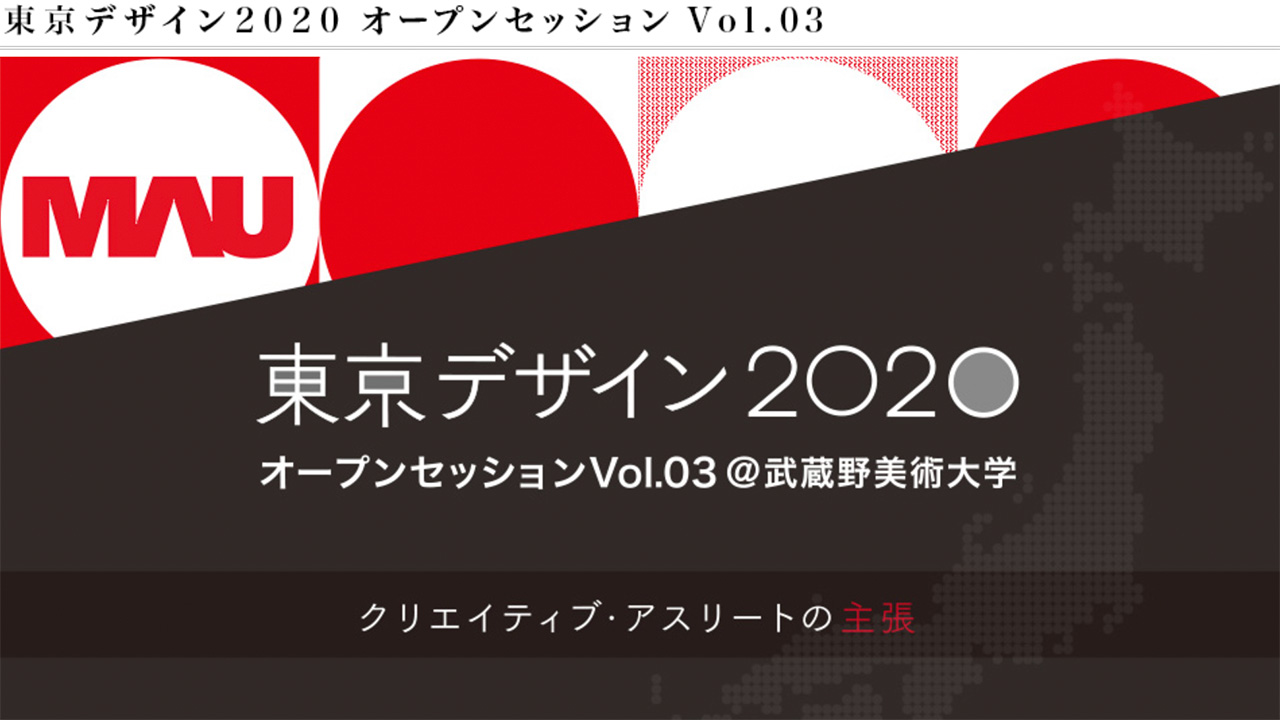 東京デザイン2020 オープンセッション Vol.03
MAU
東京デザイン2020
オープンセッションVol.03@武蔵野美術大学
クリエイティブ・アスリートの主張